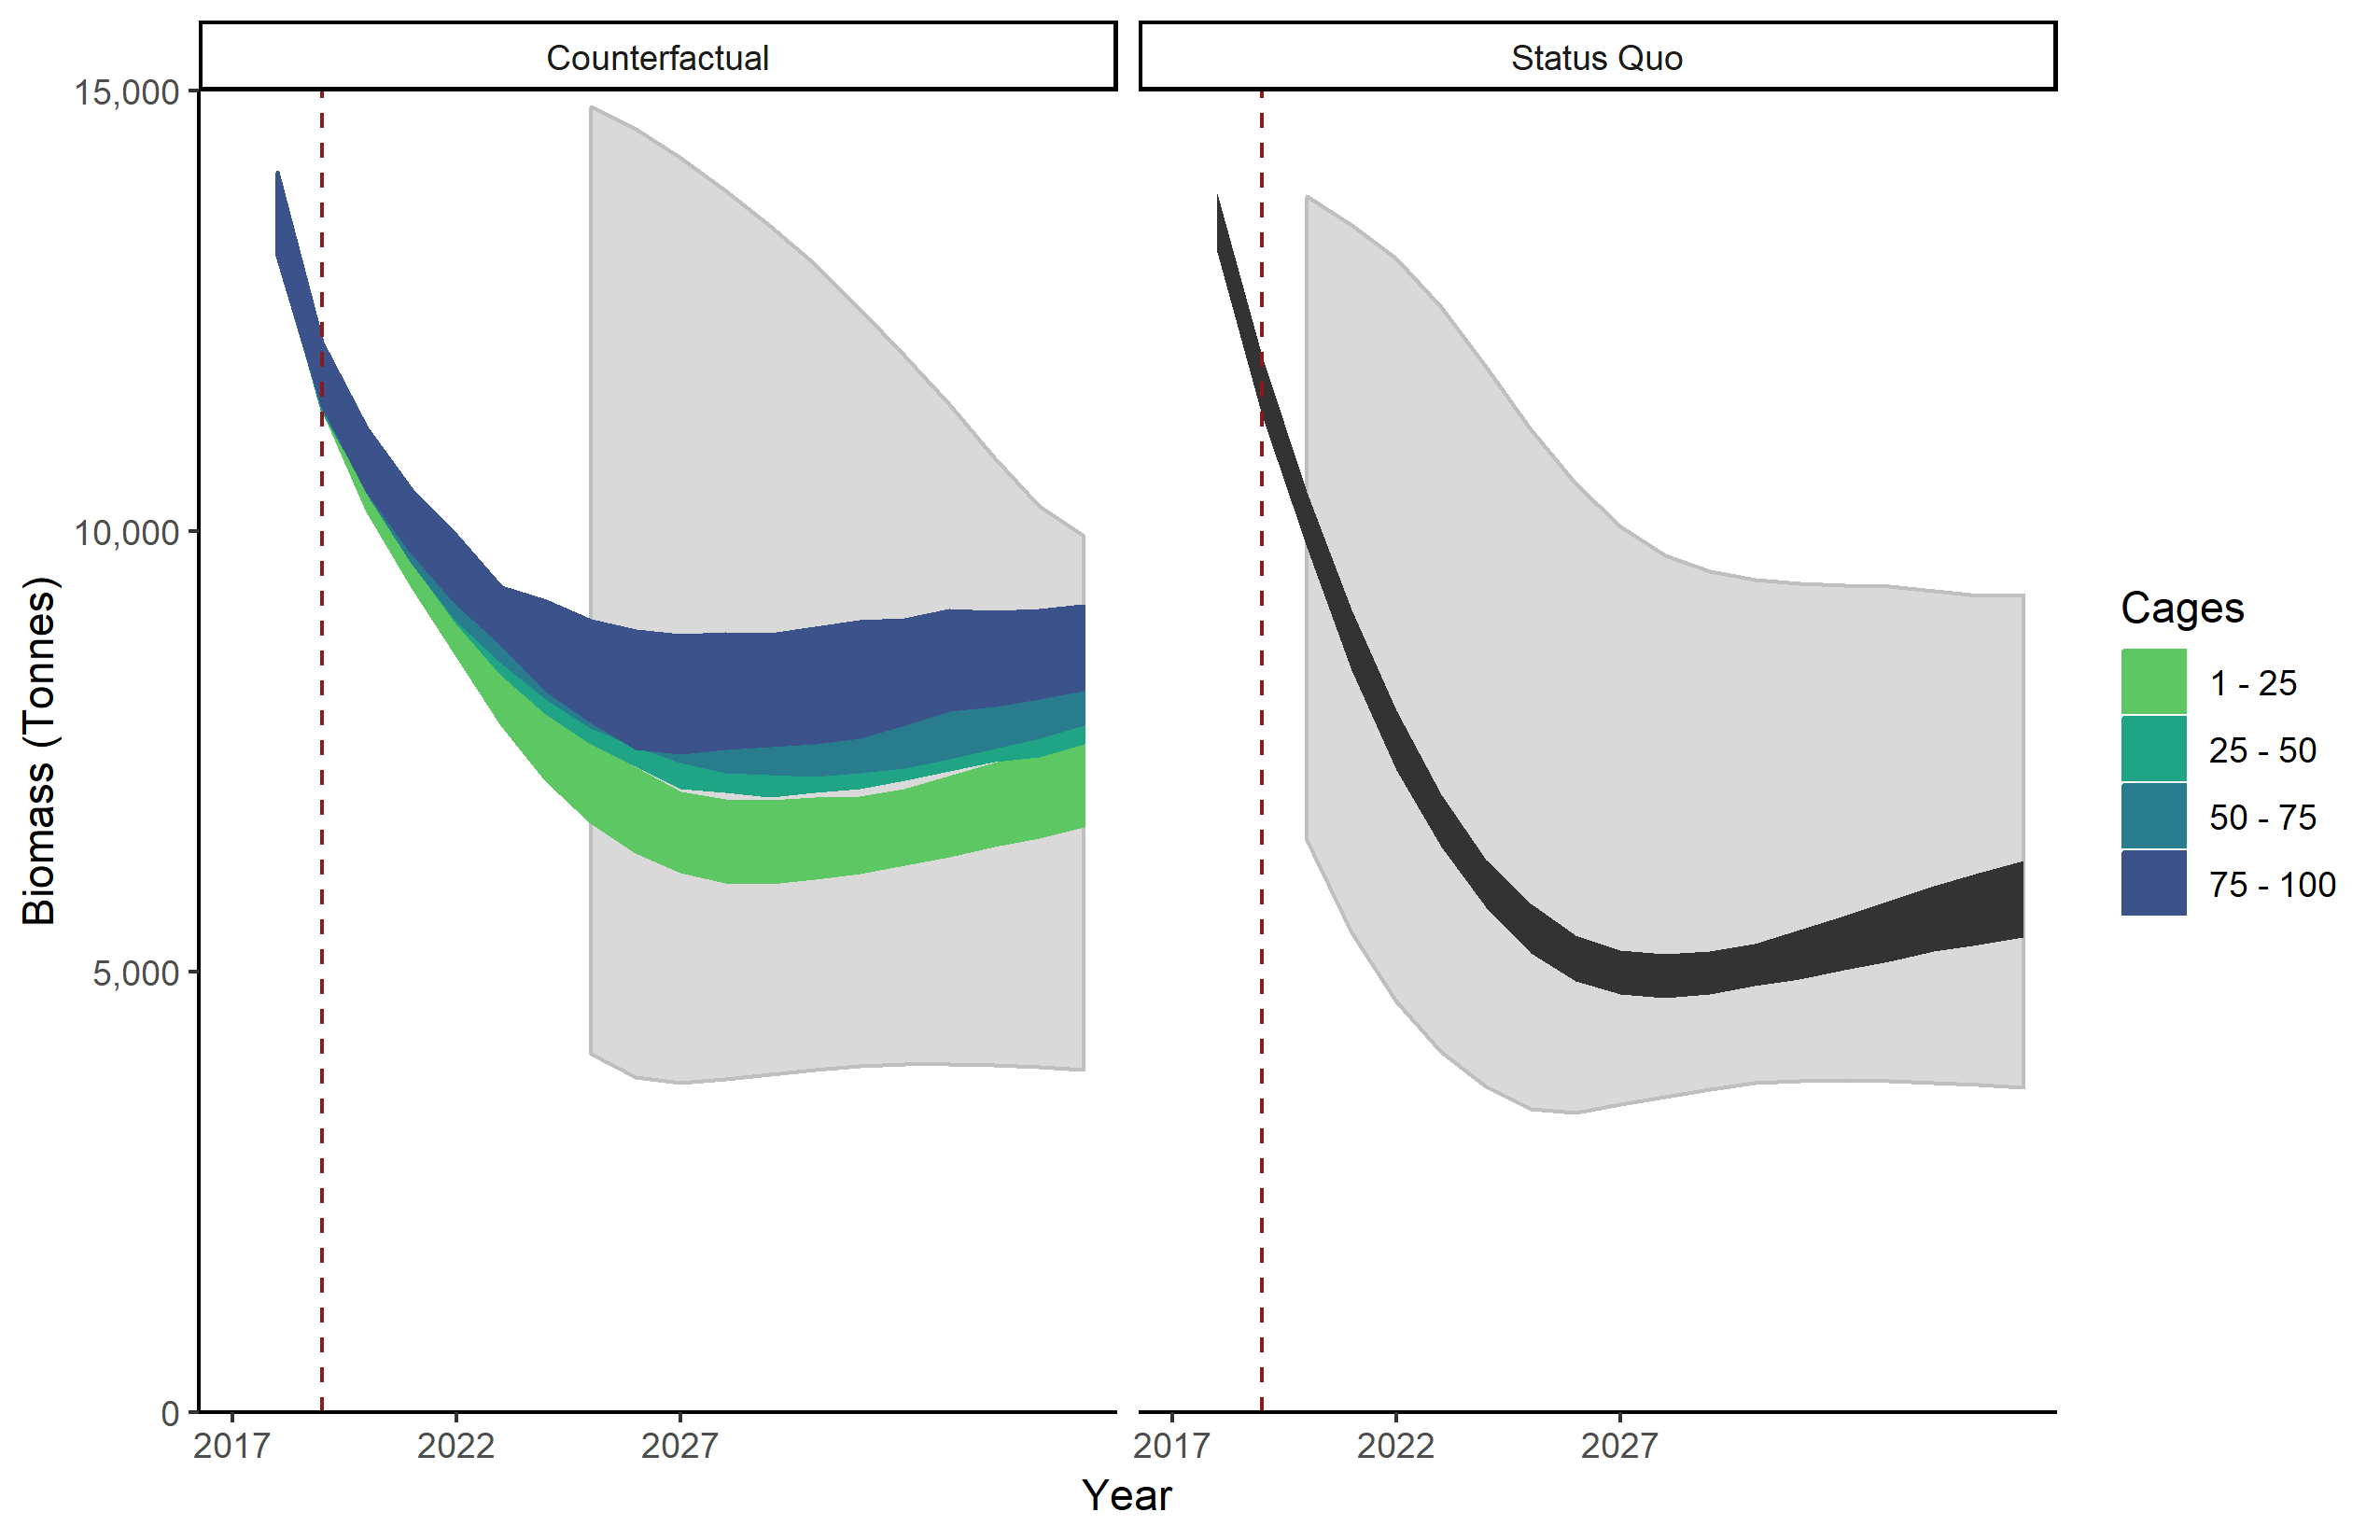 Counterfactual
Status Quo
15,000
10,000
5,000
0
Biomass (Tonnes)
2017
2022
2027
2017
2022
2027
Year
Cages
1 - 25
25 - 50
50 - 75
75 - 100